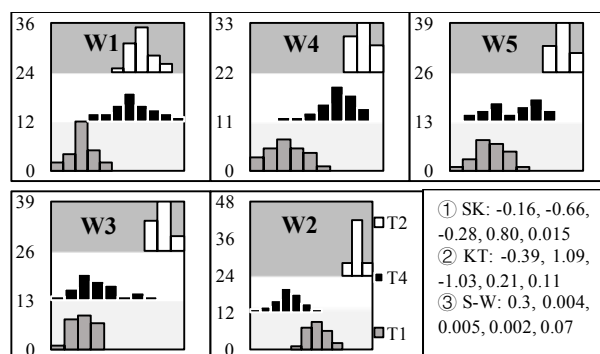 36
24
12
0
W1
33
22
11
0
W4
39
26
13
0
W5
39
26
13
0
W3
48
36
24
12
0
W2
T2
T4
T1
① SK: -0.16, -0.66,
-0.28, 0.80, 0.015
② KT: -0.39, 1.09,
-1.03, 0.21, 0.11
③ S-W: 0.3, 0.004,
0.005, 0.002, 0.07